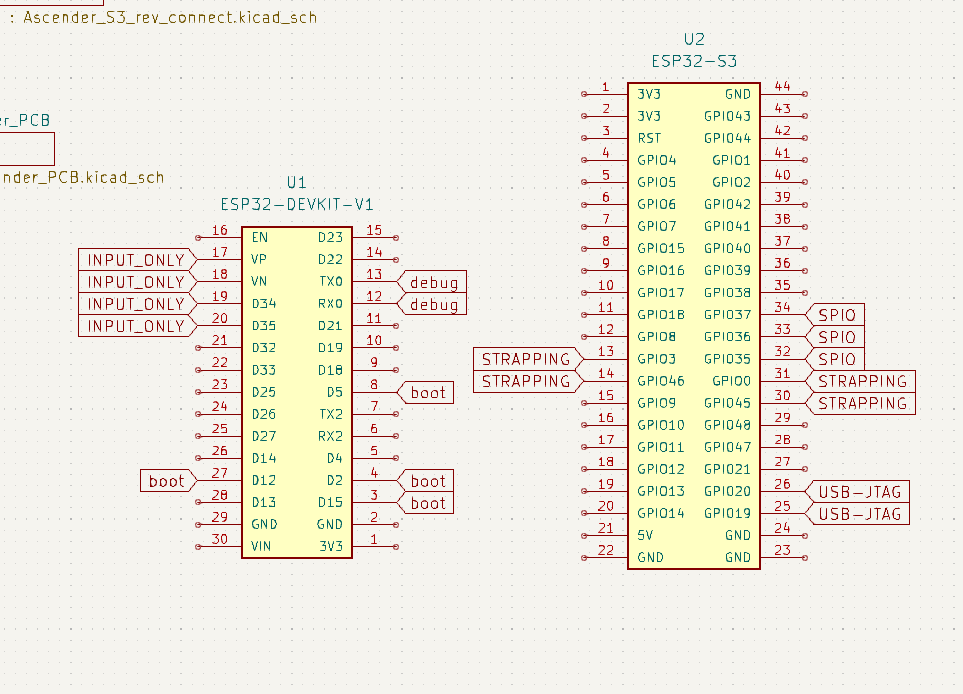 : Ascender_S3_rev_connect.kicad_sch
er_PCB
nder_PCB.kicad_sch
U1
ESP32-DEVKIT-V1
16 EN D23 15
INPUT_ONLY 17 VP D22 14
INPUT_ONLY 18 VN TX0 13 debug
INPUT_ONLY 19 D34 RX0 12 debug
INPUT_ONLY 20 D35 D21 11
21 D32 D19 10
22 D33 D18 9
23 D25 D5 8 boot
24 D26 TX2 7
25 D27 RX2 6
26 D14 D4 5
boot 27 D12 D2 4 boot
28 D13 D15 3 boot
29 GND GND 2
30 VIN 3V3 1
U2
ESP32-S3
1 3V3 GND 44
2 3V3 GPIO43 43
3 RST GPIO44 42
4 GPIO4 GPIO1 41
5 GPIO5 GPIO2 40
6 GPIO6 GPIO42 39
7 GPIO7 GPIO41 38
8 GPIO15 GPIO40 37
9 GPIO16 GPIO39 36
10 GPIO17 GPIO38 35
11 GPIO18 GPIO37 34 SPIO
12 GPIO8 GPIO36 33 SPIO
STRAPPING 13 GPIO3 GPIO35 32 SPIO
STRAPPING 14 GPIO46 GPIO0 31 STRAPPING
15 GPIO9 GPIO45 30 STRAPPING
16 GPIO10 GPIO48 29
17 GPIO11 GPIO47 28
18 GPIO12 GPIO21 27
19 GPIO13 GPIO20 26 USB-JTAG
20 GPIO14 GPIO19 25 USB-JTAG
21 5V GND 24
22 GND GND 23